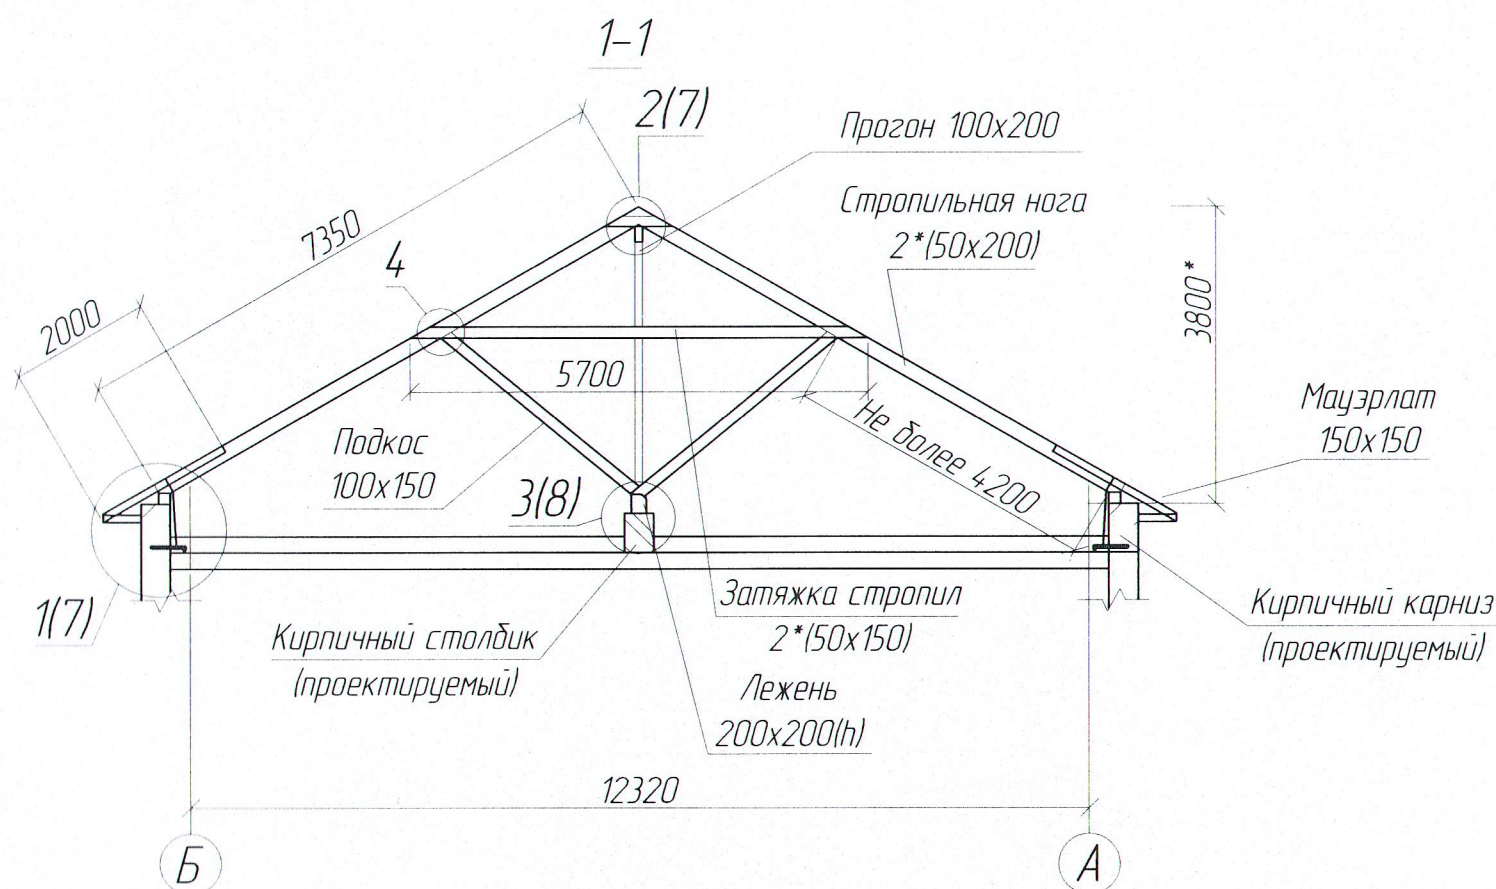 1-1
2(7)
Прогон 100х200
Стропильная нога
2*(50х200)
7350
3800*
4
2000
5700
Мауэрлат
150х150
Не более 4200
Подкос
100х150
3(8)
1(7)
Затяжка стропил
2*(50х150)
Кирпичный карниз
(проектируемый)
Кирпичный столбик
(проектируемый)
Лежень
200х200(h)
12320
Б
А